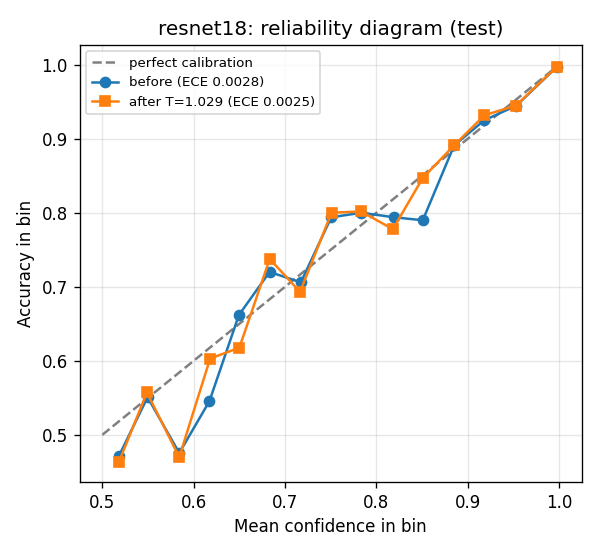 resnet18: reliability diagram (test)
perfect calibration
before (ECE 0.0028)
after T=1.029 (ECE 0.0025)
Accuracy in bin
1.0
0.9
0.8
0.7
0.6
0.5
0.5 0.6 0.7 0.8 0.9 1.0
Mean confidence in bin